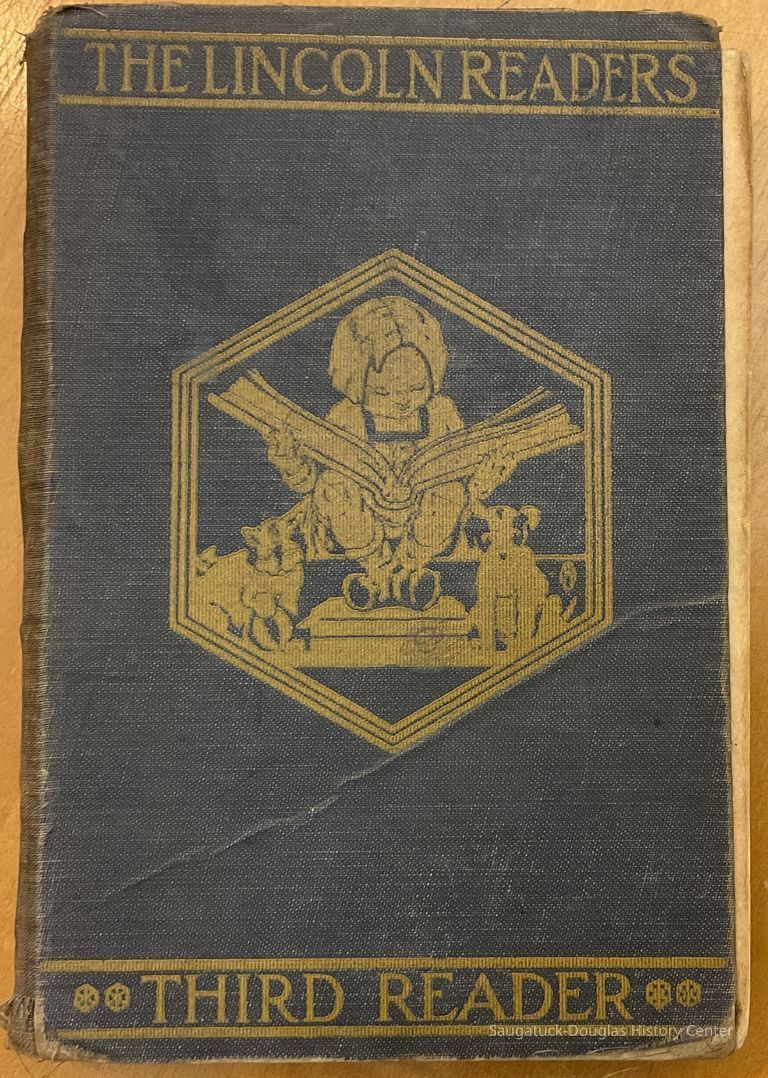 THE LINCOLN READERS
THIRD READER
Saugatuck-Douglas History Center